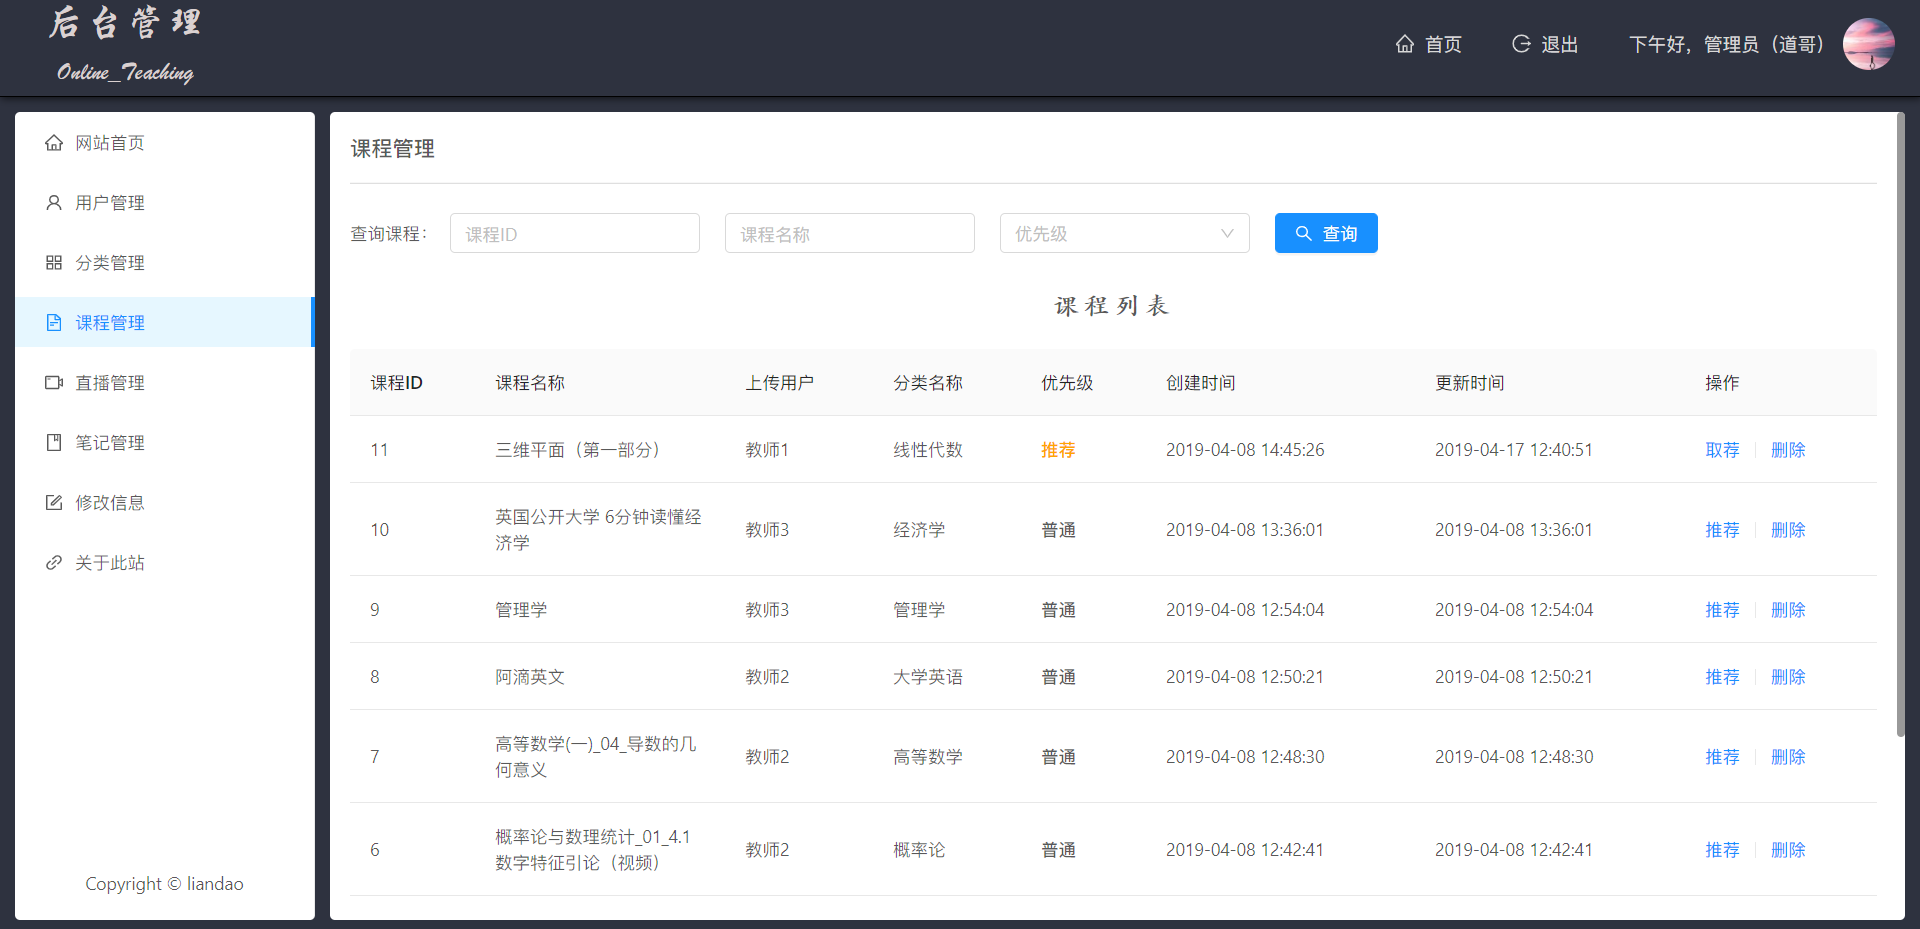 后台管理
Online_Teaching
首页
退出
下午好，管理员（道哥）
网站首页
用户管理
分类管理
课程管理
直播管理
笔记管理
修改信息
关于此站
Copyright © liandao
课程管理
查询课程：
课程ID
课程名称
优先级
查询
课程列表
课程ID 课程名称 上传用户 分类名称 优先级 创建时间 更新时间 操作
11 三维平面（第一部分） 教师1 线性代数 推荐 2019-04-08 14:45:26 2019-04-17 12:40:51 取荐 删除
10 英国公开大学 6分钟读懂经 教师3 经济学 普通 2019-04-08 13:36:01 2019-04-08 13:36:01 推荐 删除
济学
9 管理学 教师3 管理学 普通 2019-04-08 12:54:04 2019-04-08 12:54:04 推荐 删除
8 阿滴英文 教师2 大学英语 普通 2019-04-08 12:50:21 2019-04-08 12:50:21 推荐 删除
7 高等数学(一)_04_导数的几 教师2 高等数学 普通 2019-04-08 12:48:30 2019-04-08 12:48:30 推荐 删除
何意义
6 概率论与数理统计_01_4.1 教师2 概率论 普通 2019-04-08 12:42:41 2019-04-08 12:42:41 推荐 删除
数字特征引论（视频）